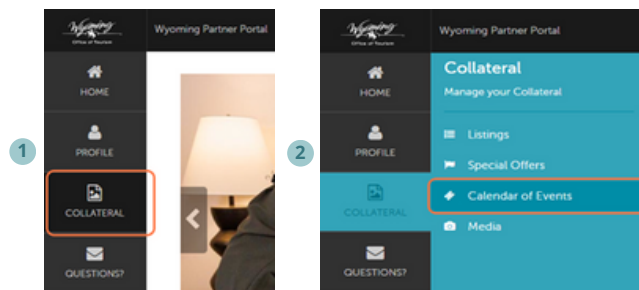 1
Wyoming
Office of Tourism
Wyoming Partner Portal
HOME
PROFILE
COLLATERAL
QUESTIONS?
2
Wyoming
Office of Tourism
Wyoming Partner Portal
HOME
PROFILE
COLLATERAL
QUESTIONS?
Collateral
Manage your Collateral
Listings
Special Offers
Calendar of Events
Media